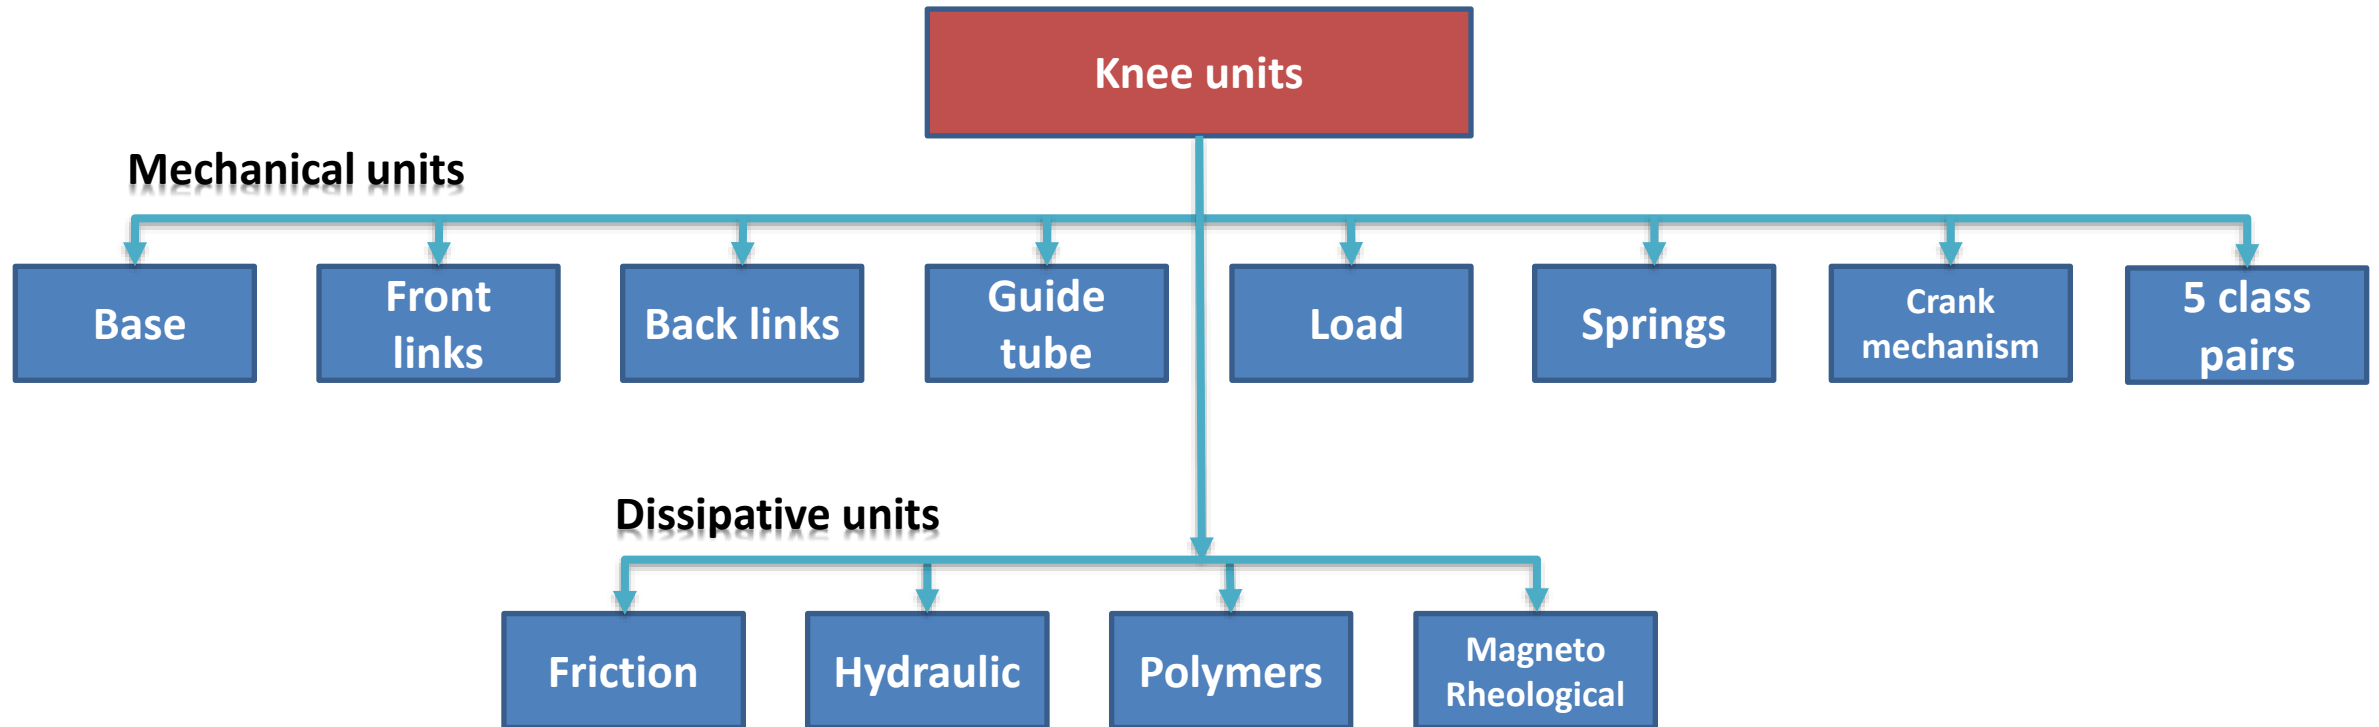 Knee units
Mechanical units
Base
Front
links
Back links
Guide
tube
Load
Springs
Crank
mechanism
5 class
pairs
Dissipative units
Friction
Hydraulic
Polymers
Magneto
Rheological